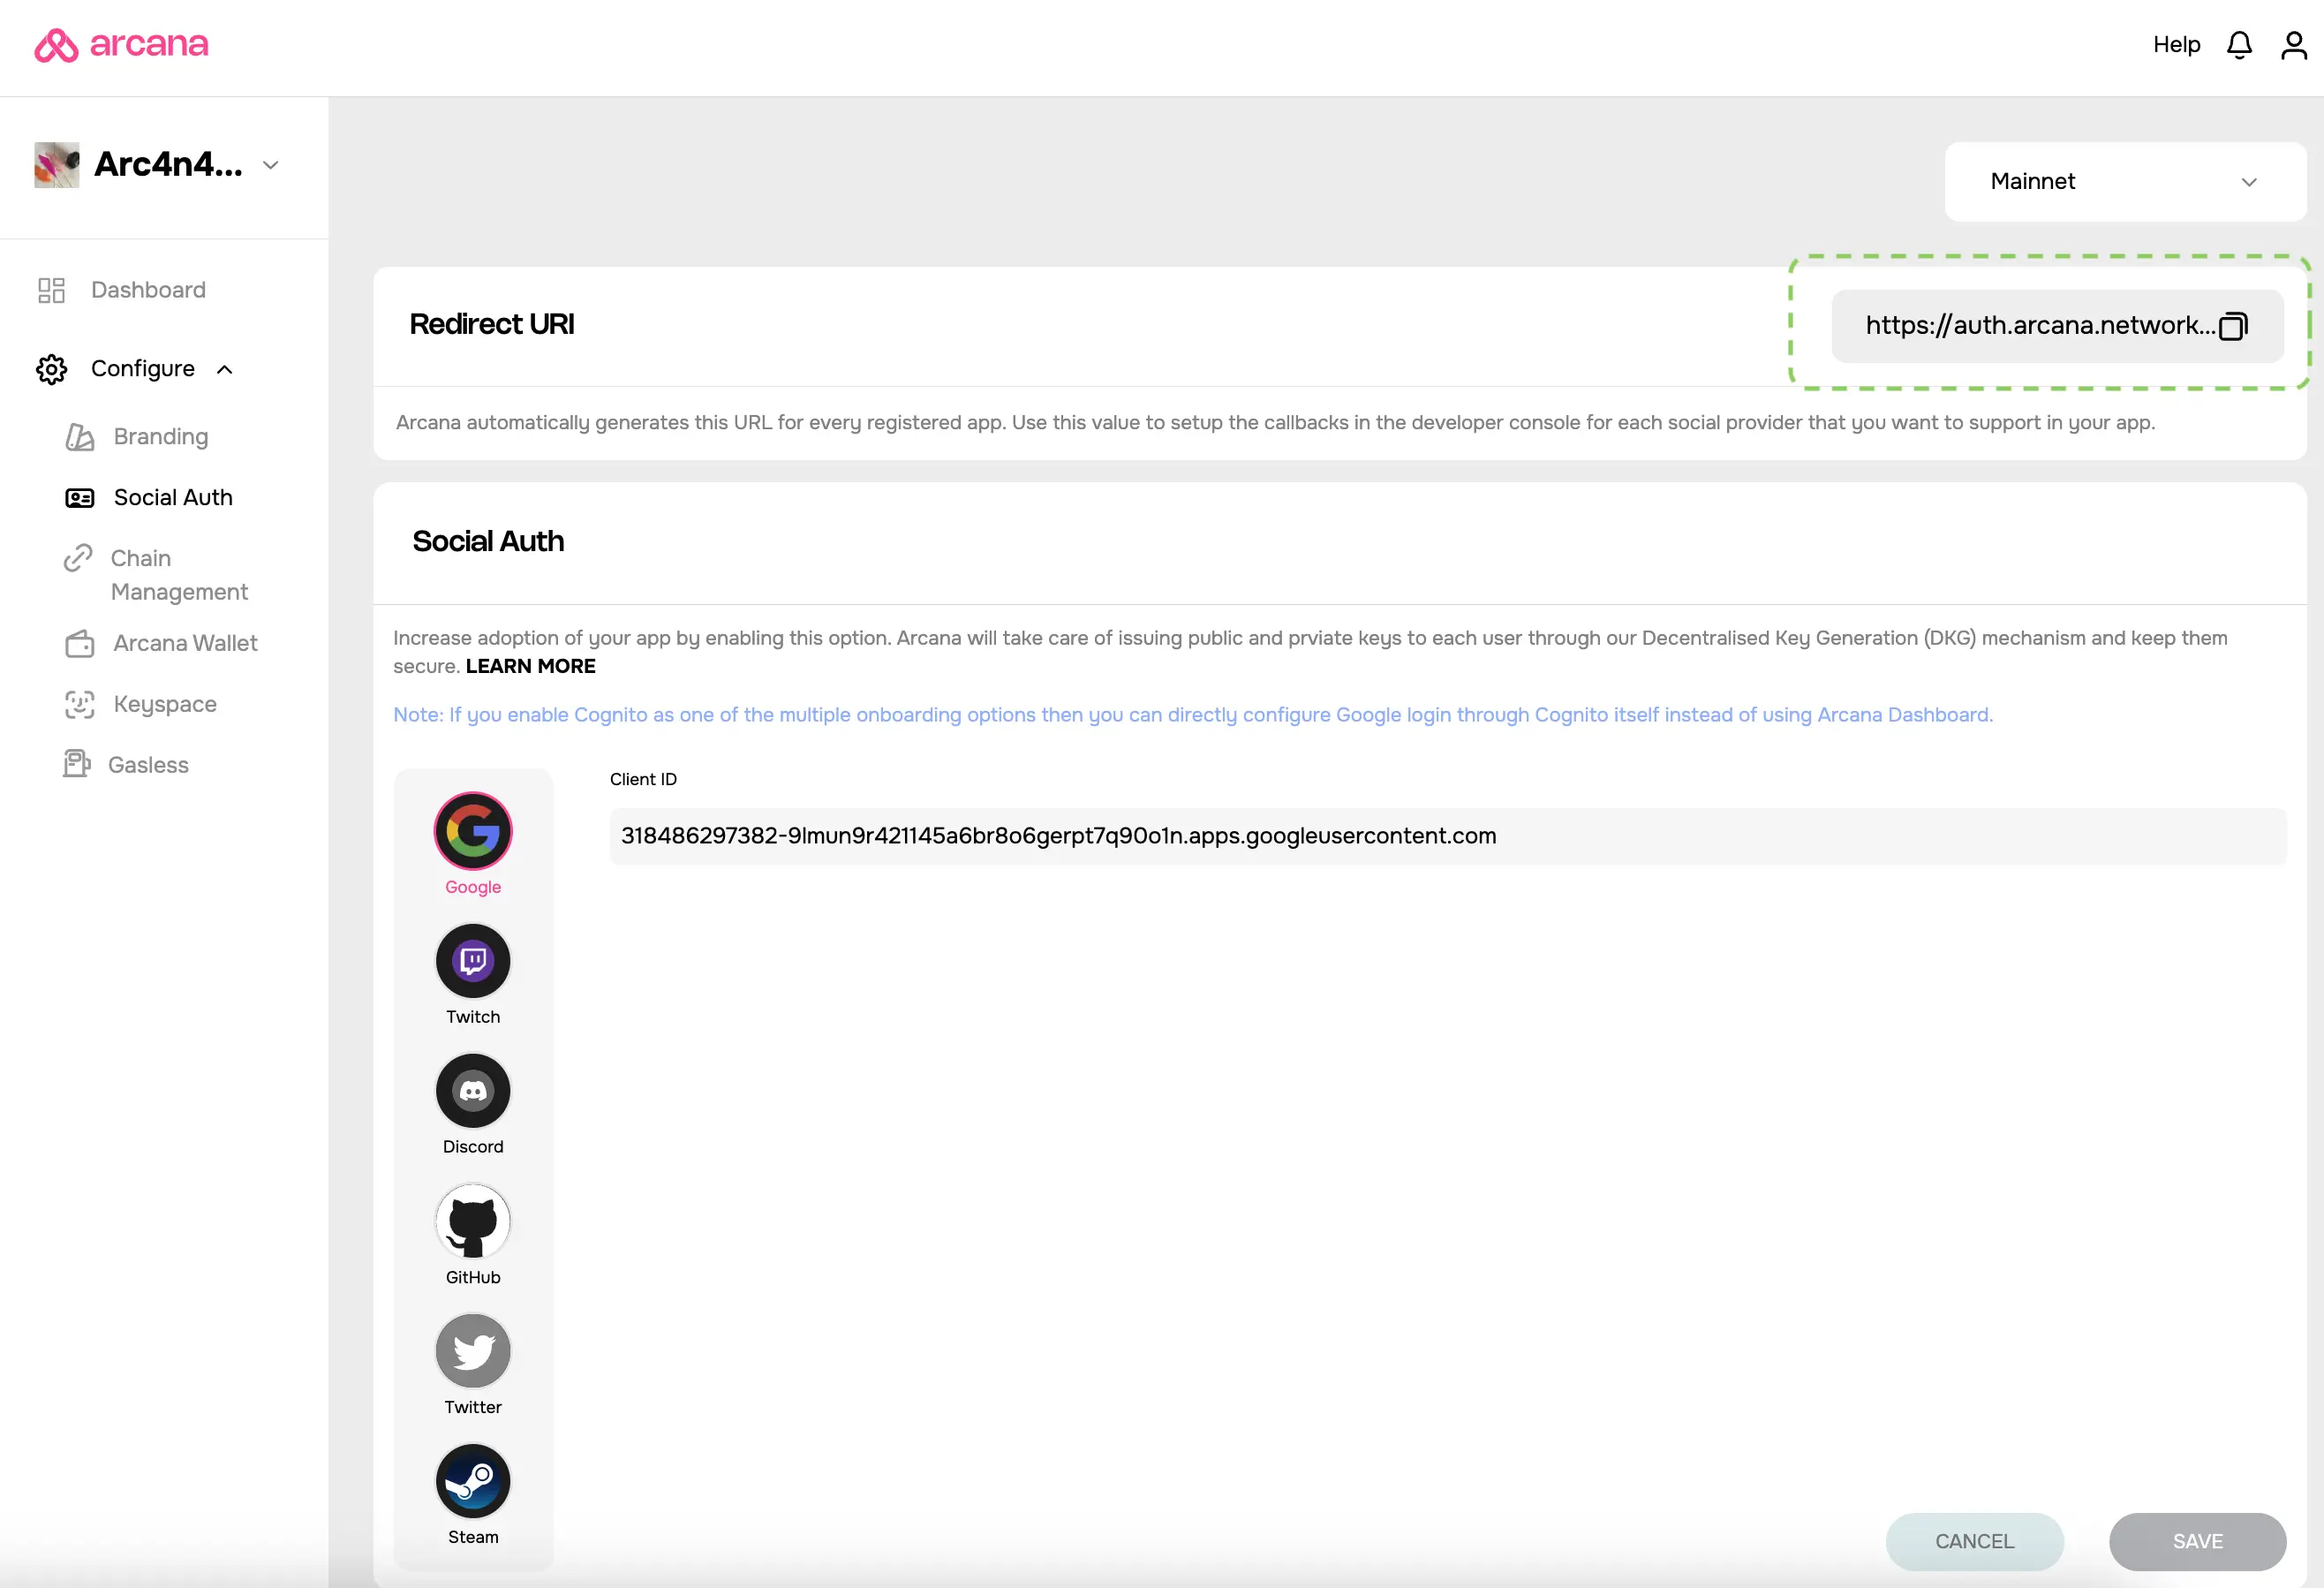 arcana
Help
Arc4n4...
Mainnet
Dashboard
Redirect URI
https://auth.arcana.network...
Configure
Arcana automatically generates this URL for every registered app. Use this value to setup the callbacks in the developer console for each social provider that you want to support in your app.
Branding
Social Auth
Chain
Management
Arcana Wallet
Keyspace
Gasless
Social Auth
Increase adoption of your app by enabling this option. Arcana will take care of issuing public and prviate keys to each user through our Decentralised Key Generation (DKG) mechanism and keep them
secure. LEARN MORE
Note: If you enable Cognito as one of the multiple onboarding options then you can directly configure Google login through Cognito itself instead of using Arcana Dashboard.
Client ID
318486297382-9lmun9r421145a6br8o6gerpt7q90o1n.apps.googleusercontent.com
Google
Twitch
Discord
GitHub
Twitter
Steam
CANCEL
SAVE